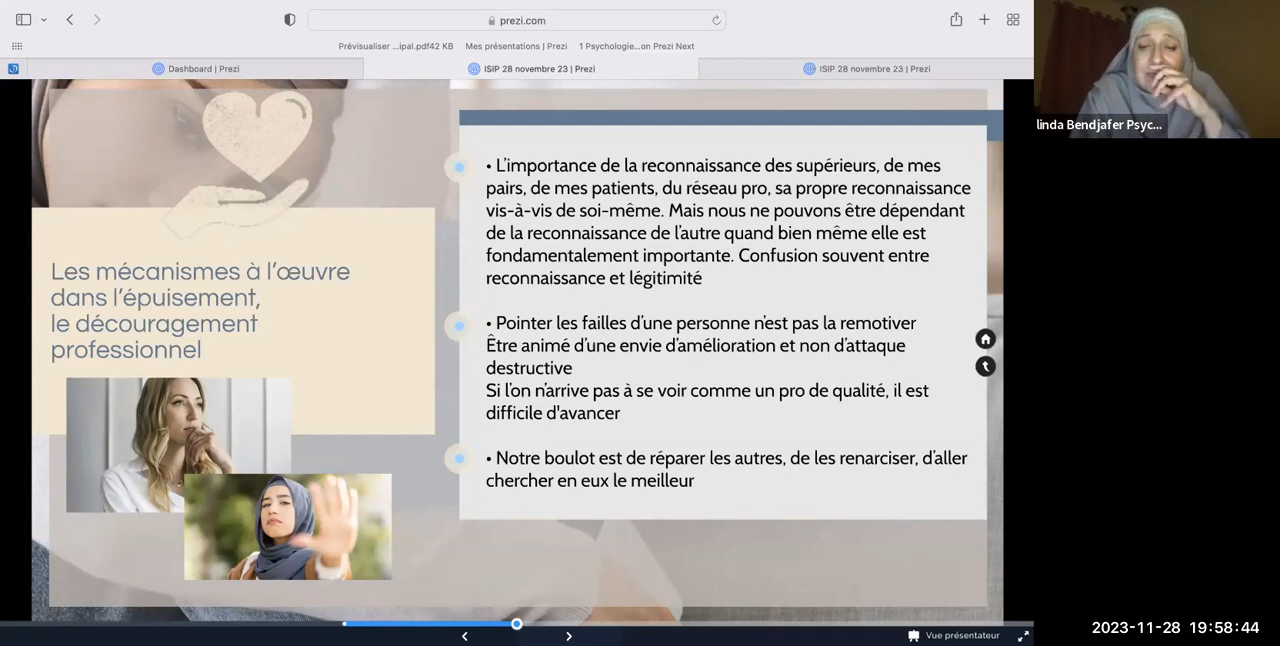 prezi.com
Prévisualiser ...ipal.pdf42 KB
Mes présentations | Prezi
1 Psychologie...on Prezi Next
Dashboard | Prezi
ISIP 28 novembre 23 | Prezi
ISIP 28 novembre 23 | Prezi
linda Bendjafer Psyc...
Les mécanismes à l'œuvre
dans l'épuisement,
le découragement
professionnel
• L'importance de la reconnaissance des supérieurs, de mes
pairs, de mes patients, du réseau pro, sa propre reconnaissance
vis-à-vis de soi-même. Mais nous ne pouvons être dépendant
de la reconnaissance de l'autre quand bien même elle est
fondamentalement importante. Confusion souvent entre
reconnaissance et légitimité
• Pointer les failles d'une personne n'est pas la remotiver
Être animé d'une envie d'amélioration et non d'attaque
destructive
Si l'on n'arrive pas à se voir comme un pro de qualité, il est
difficile d'avancer
• Notre boulot est de réparer les autres, de les renarciser, d'aller
chercher en eux le meilleur
Vue présentateur
2023-11-28 19:58:44